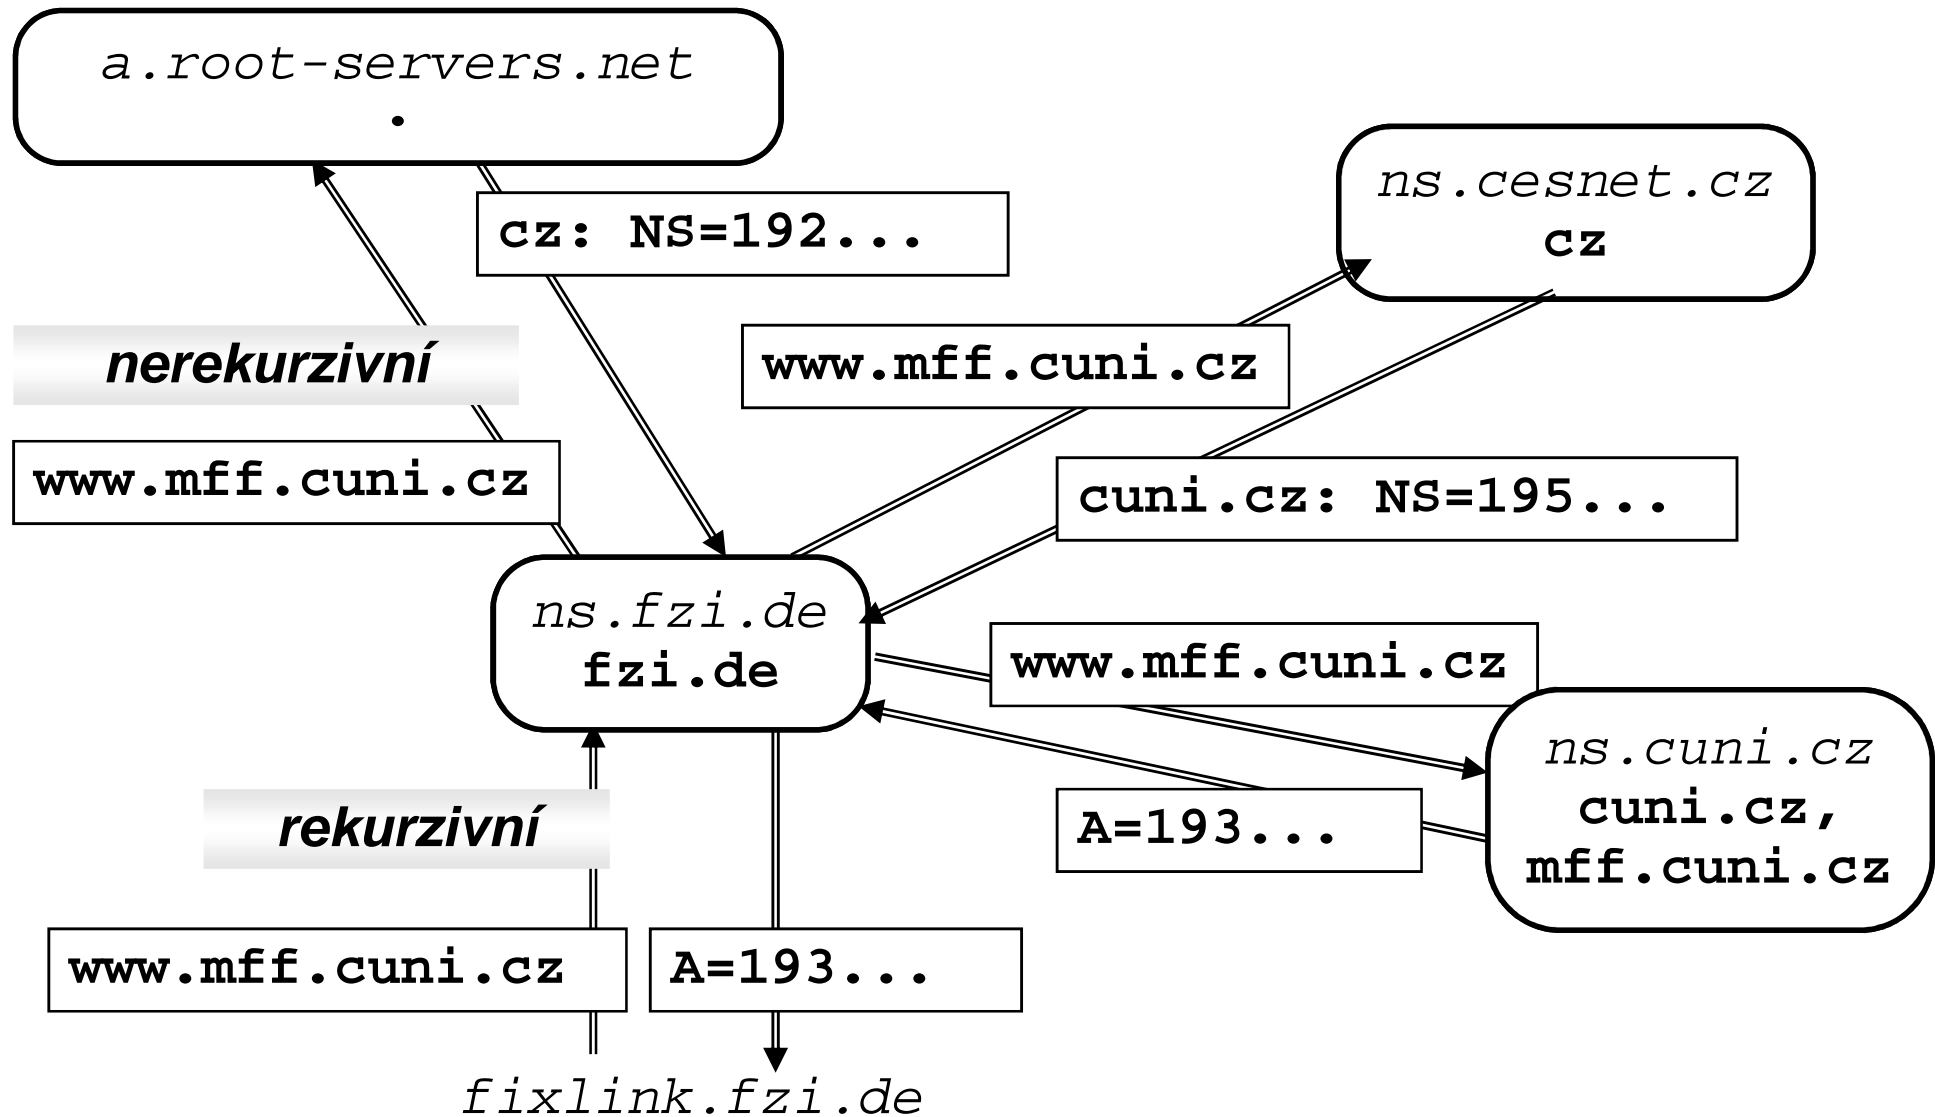 a.root-servers.net
.
cz: NS=192...
ns.cesnet.cz
cz
nerekurzivní
www.mff.cuni.cz
www.mff.cuni.cz
cuni.cz: NS=195...
ns.fzi.de
fzi.de
www.mff.cuni.cz
ns.cuni.cz
cuni.cz,
mff.cuni.cz
A=193...
rekurzivní
www.mff.cuni.cz
A=193...
fixlink.fzi.de